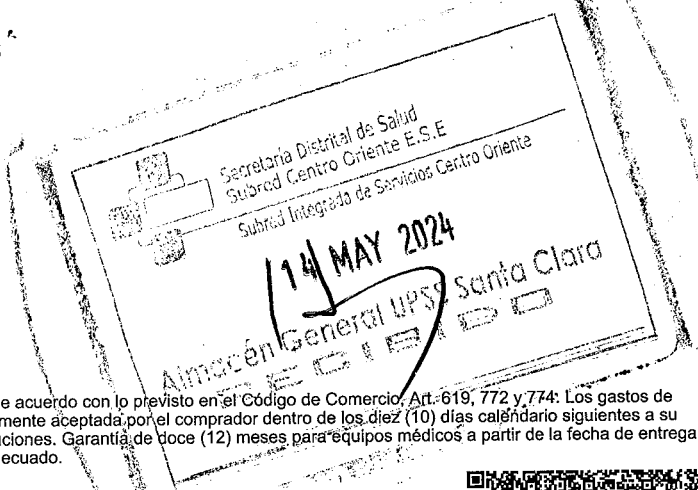 Secretaría Distrital de Salud
Subred Centro Oriente E.S.E
Subred Integrada de Servicios Centro Oriente
14 MAY 2024
Almacén General UPSS Santa Clara
RECIBIDO
e acuerdo con lo previsto en el Código de Comercio, Art. 619, 772 y 774. Los gastos de
mente aceptada por el comprador dentro de los diez (10) días calendario siguientes a su
ciones. Garantía de doce (12) meses para equipos médicos a partir de la fecha de entrega
ecuado.